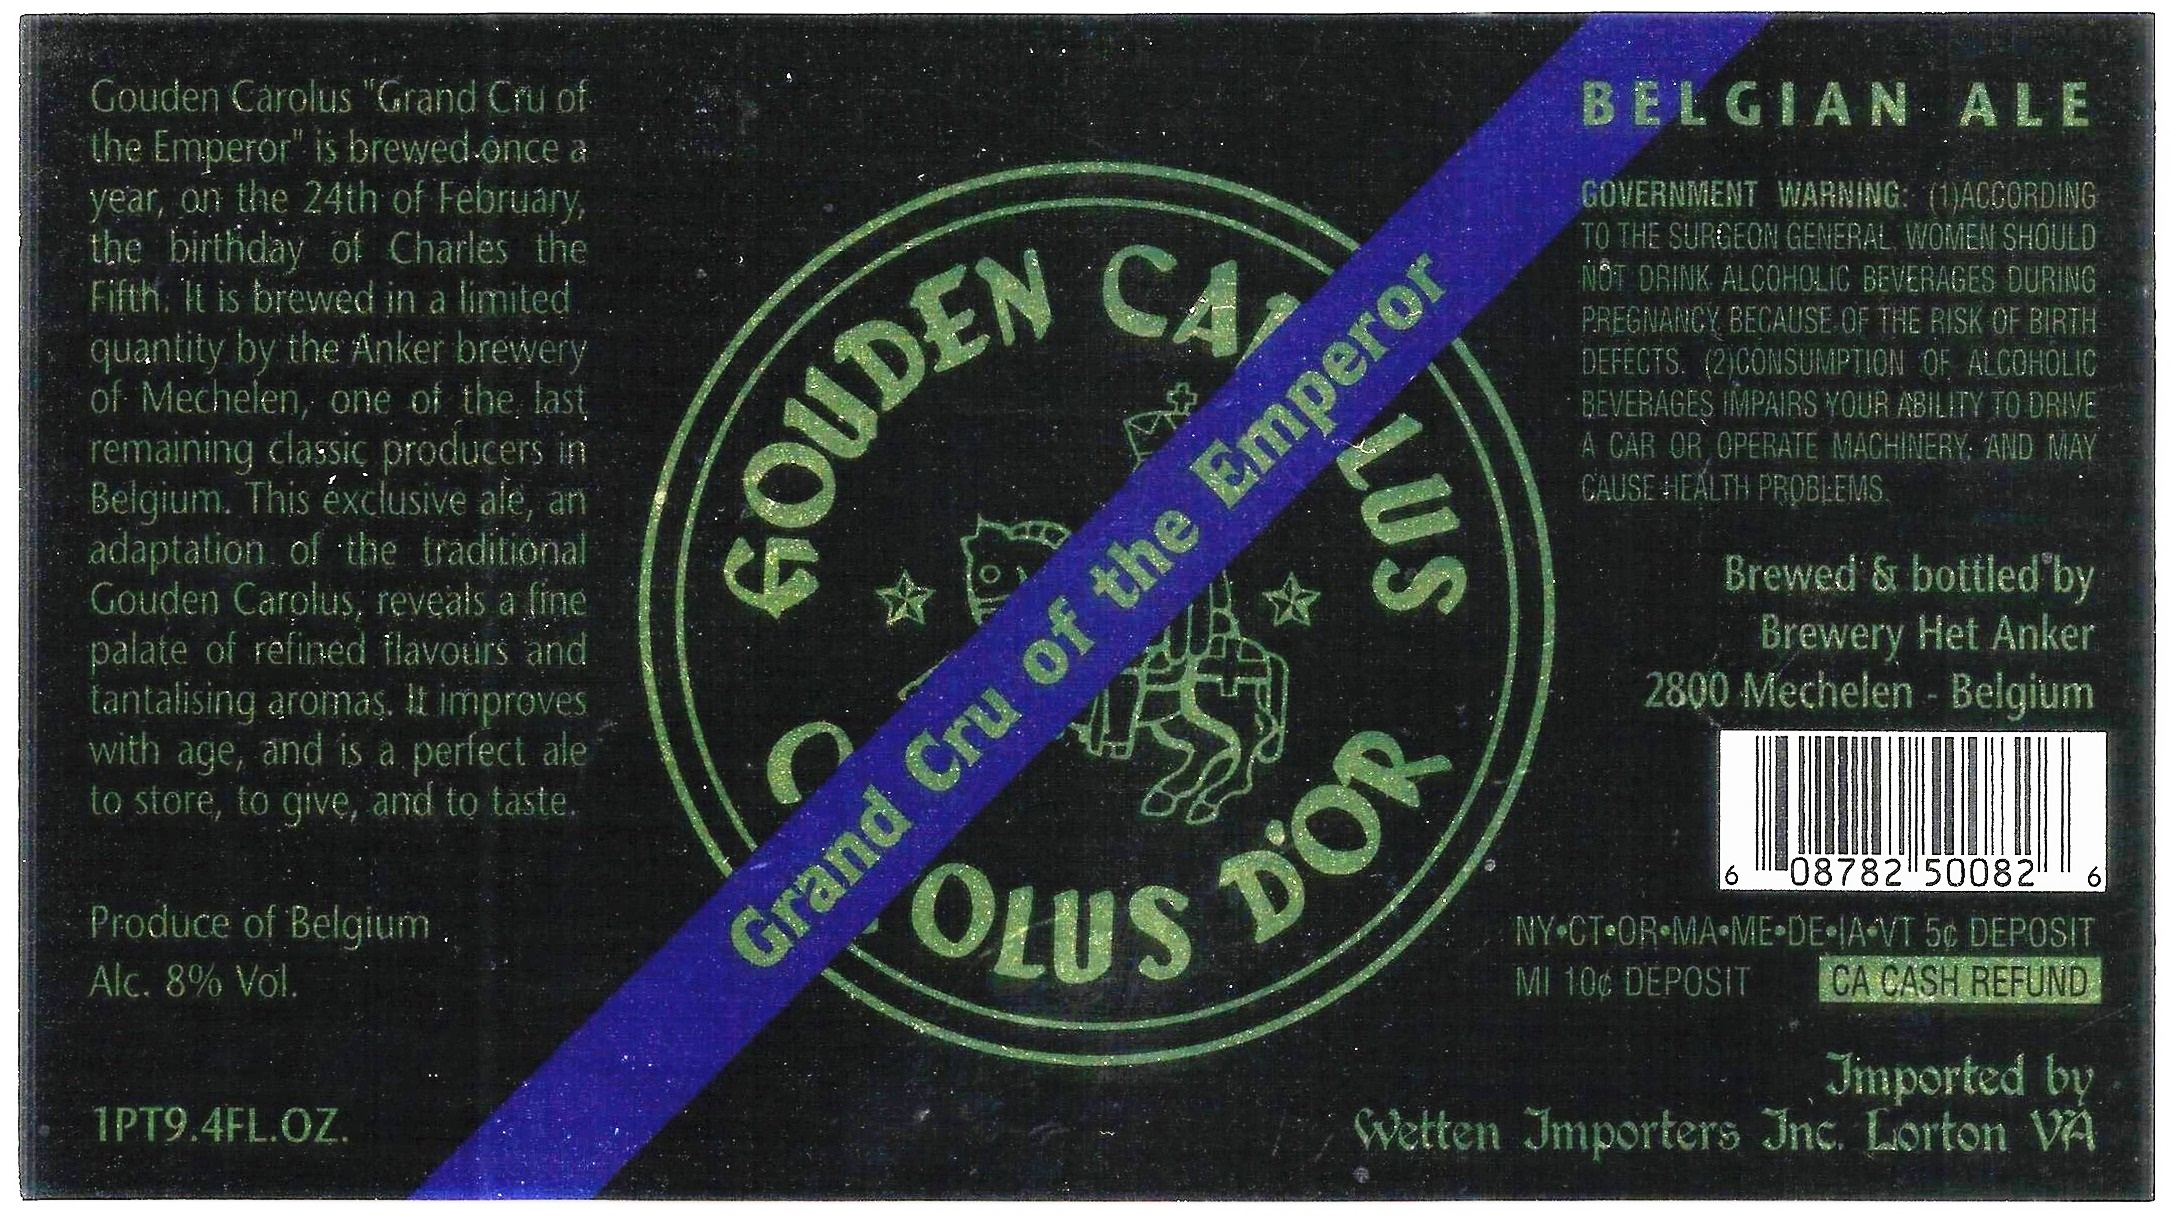 Gouden Carolus "Grand Cru of
the Emperor" is brewed once a
year, on the 24th of February,
the birthday of Charles the
Fifth. It is brewed in a limited
quantity by the Anker brewery
of Mechelen, one of the last
remaining classic producers in
Belgium. This exclusive ale, an
adaptation of the traditional
Gouden Carolus, reveals a fine
palate of refined flavours and
tantalising aromas. It improves
with age, and is a perfect ale
to store, to give, and to taste.
Produce of Belgium
Alc. 8% Vol.
1PT9.4FL.OZ.
GOUDEN CA LUS
Grand Cru of the Emperor
C OLUS D'OR
BELGIAN ALE
GOVERNMENT WARNING: (1)ACCORDING
TO THE SURGEON GENERAL, WOMEN SHOULD
NOT DRINK ALCOHOLIC BEVERAGES DURING
PREGNANCY BECAUSE OF THE RISK OF BIRTH
DEFECTS. (2)CONSUMPTION OF ALCOHOLIC
BEVERAGES IMPAIRS YOUR ABILITY TO DRIVE
A CAR OR OPERATE MACHINERY, AND MAY
CAUSE HEALTH PROBLEMS.
Brewed & bottled by
Brewery Het Anker
2800 Mechelen - Belgium
6 08782 50082 6
NY•CT•OR•MA•ME•DE•IA•VT 5¢ DEPOSIT
MI 10¢ DEPOSIT CA CASH REFUND
Imported by
Wetten Importers Inc. Lorton VA